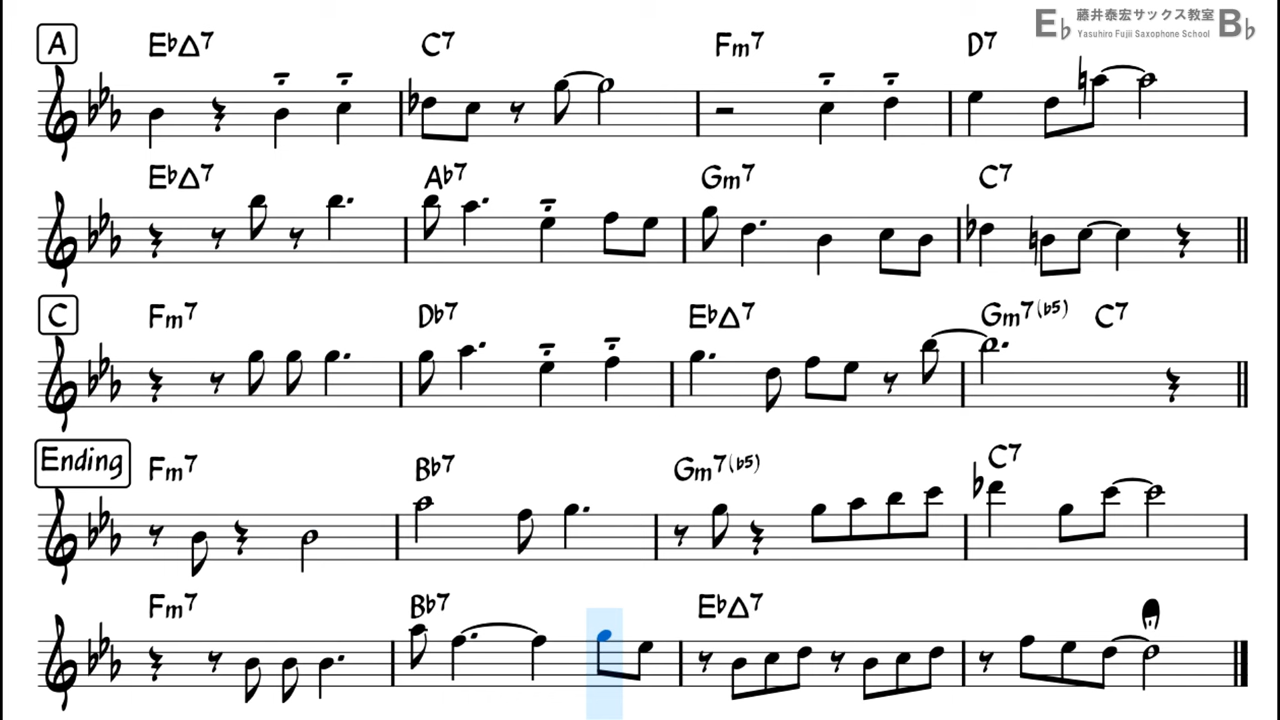 E♭ 藤井泰宏サックス教室 B♭
Yasuhiro Fujii Saxophone School
A E♭△7 C7 Fm7 D7
E♭△7 A♭7 Gm7 C7
C Fm7 D♭7 E♭△7 Gm7(♭5) C7
Ending Fm7 B♭7 Gm7(♭5) C7
Fm7 B♭7 E♭△7